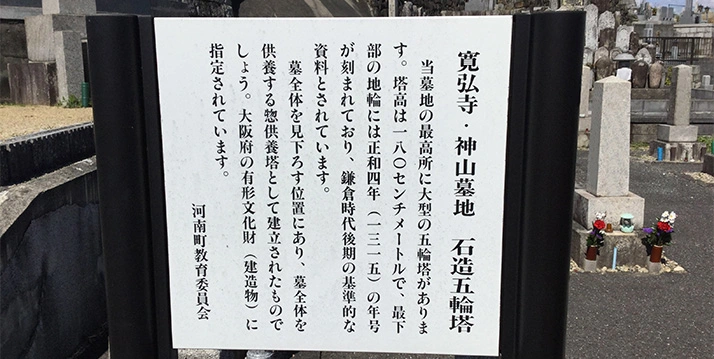 寛弘寺・神山墓地　石造五輪塔
　当墓地の最高所に大型の五輪塔がありま
す。塔高は一八〇センチメートルで、最下
部の地輪には正和四年（一三一五）の年号
が刻まれており、鎌倉時代後期の基準的な
資料とされています。
　墓全体を見下ろす位置にあり、墓全体を
供養する惣供養塔として建立されたもので
しょう。大阪府の有形文化財（建造物）に
指定されています。
河南町教育委員会